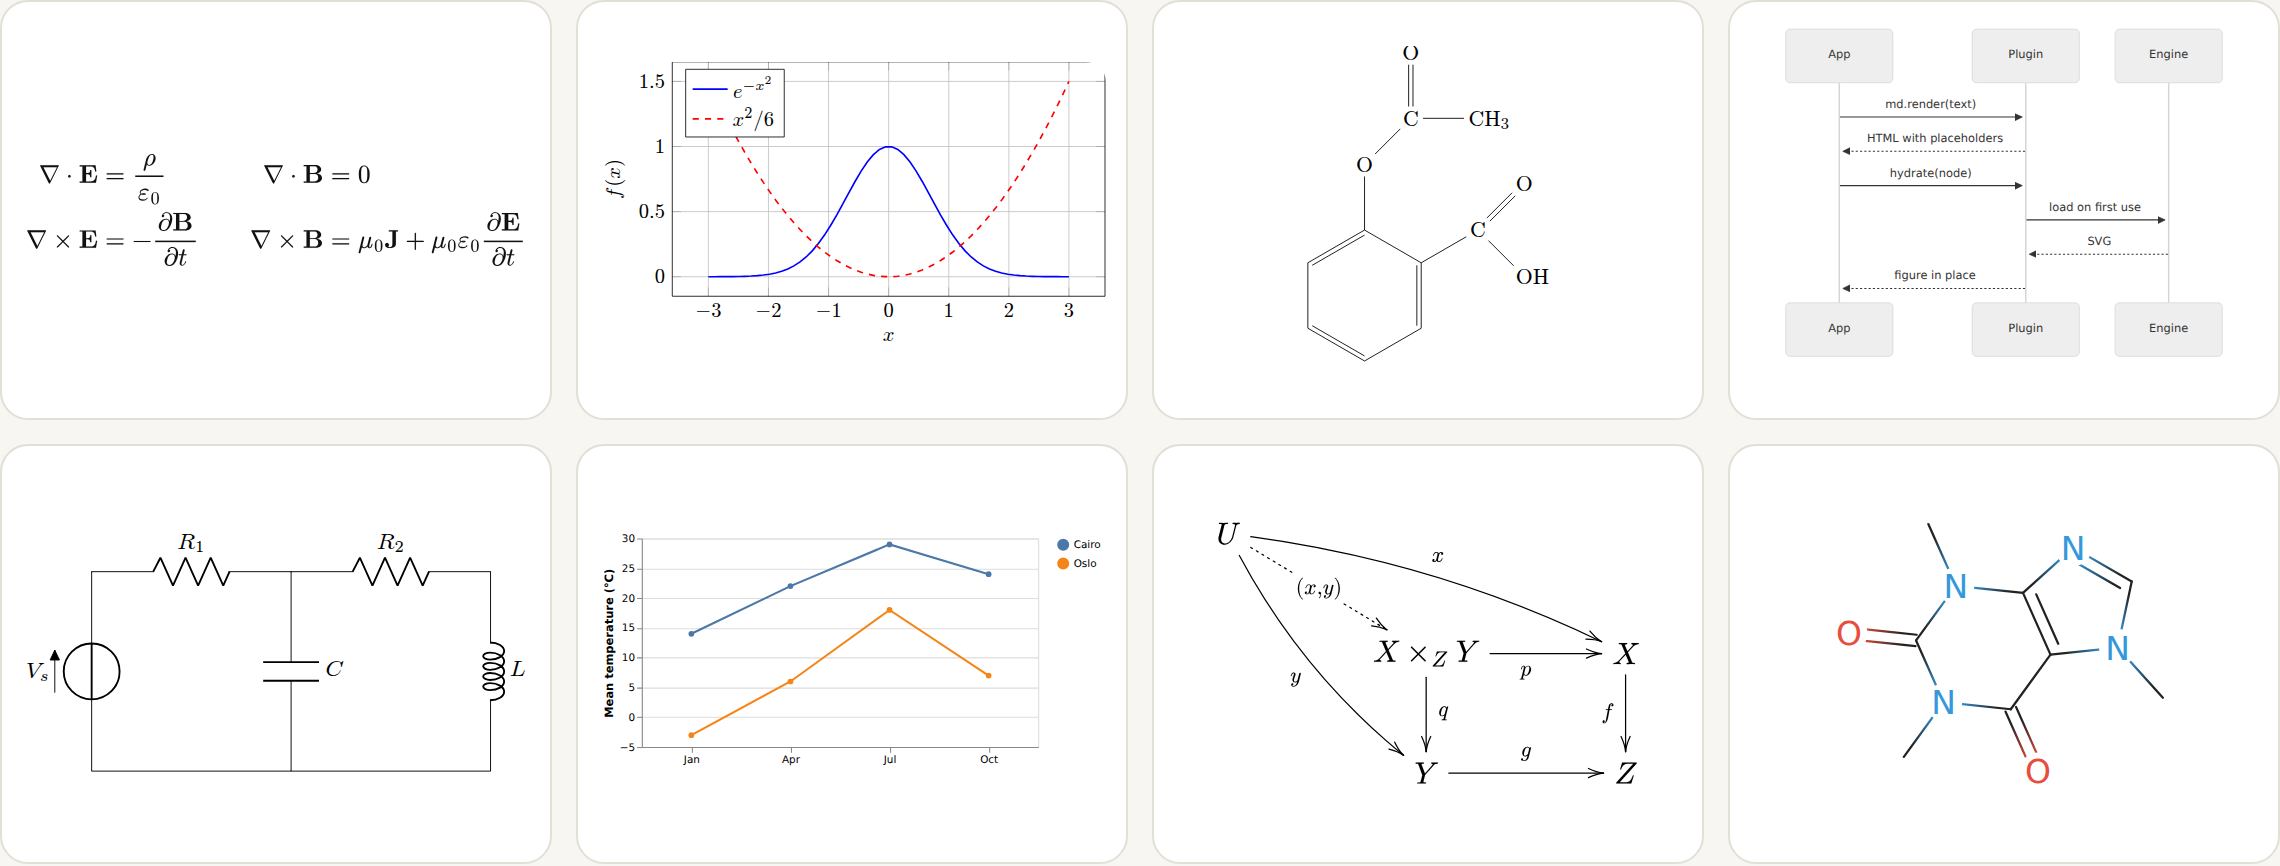 ∇ · E = ρ/ε₀    ∇ · B = 0
∇ × E = −∂B/∂t    ∇ × B = μ₀J + μ₀ε₀ ∂E/∂t
1.5
1
0.5
0
e^{−x²}
x²/6
f(x)
−3 −2 −1 0 1 2 3
x
O
C CH₃
O
O
C
OH
App Plugin Engine
md.render(text)
HTML with placeholders
hydrate(node)
load on first use
SVG
figure in place
App Plugin Engine
R₁ R₂
Vₛ C L
Mean temperature (°C)
30
25
20
15
10
5
0
−5
Jan Apr Jul Oct
Cairo
Oslo
U
x
(x,y)
y
X ×_Z Y p X
q f
Y g Z
N
N
O
N
N
O